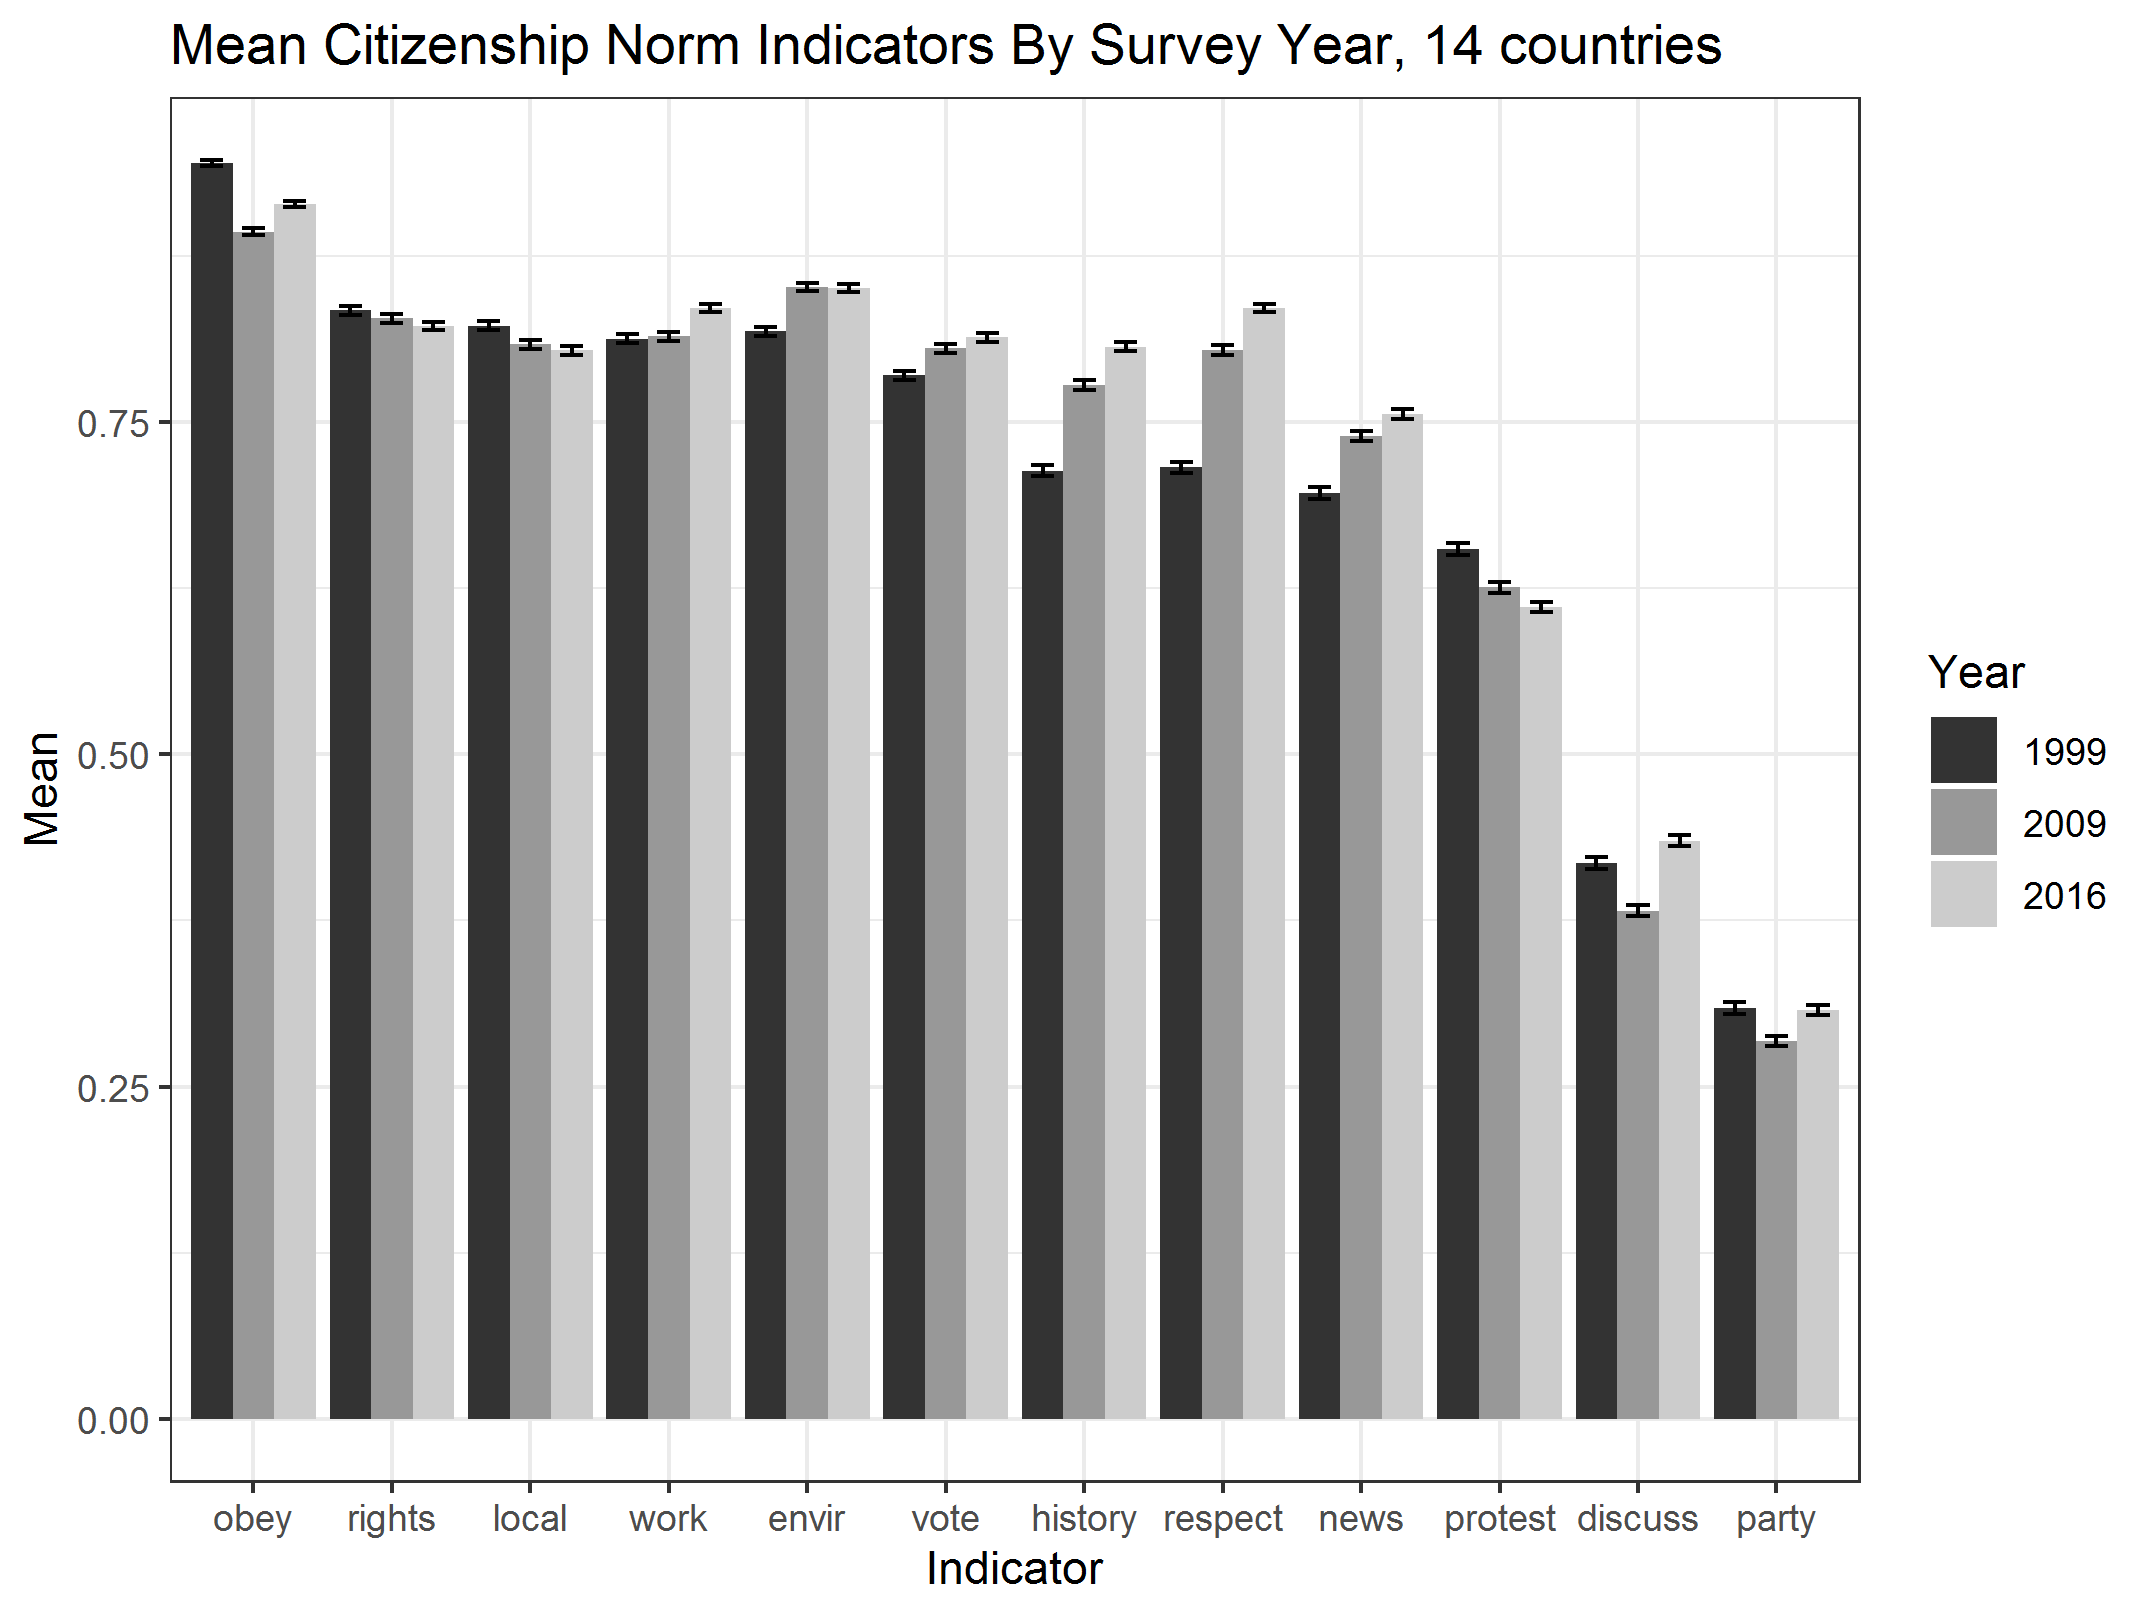 Mean Citizenship Norm Indicators By Survey Year, 14 countries
Mean
0.75
0.50
0.25
0.00
obey rights local work envir vote history respect news protest discuss party
Indicator
Year
1999
2009
2016